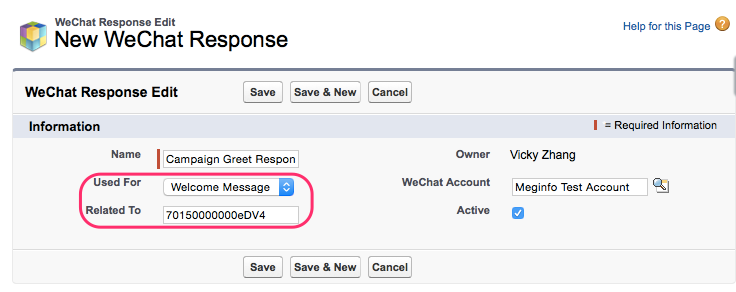 WeChat Response Edit
New WeChat Response
Help for this Page ?
WeChat Response Edit Save Save & New Cancel
Information = Required Information
Name Campaign Greet Respon Owner Vicky Zhang
Used For Welcome Message WeChat Account Meginfo Test Account
Related To 70150000000eDV4 Active
Save Save & New Cancel